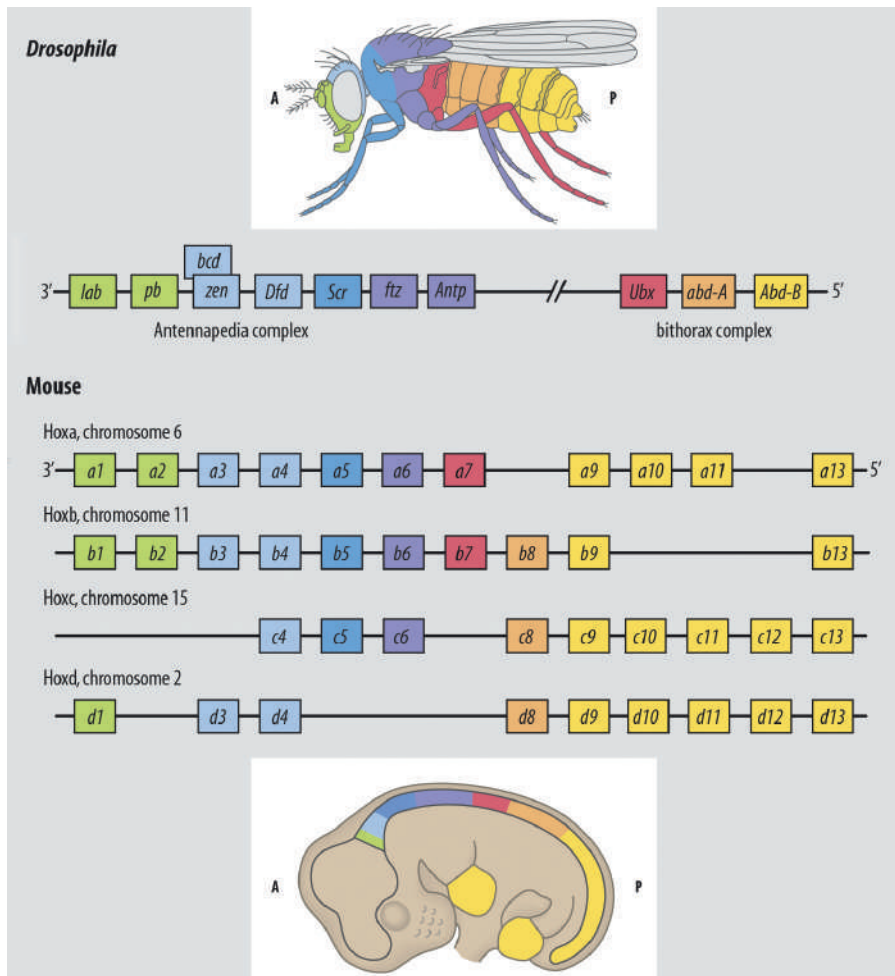 Drosophila
A
P
bcd
3’ lab pb zen Dfd Scr ftz Antp Ubx abd-A Abd-B 5’
Antennapedia complex bithorax complex
Mouse
Hoxa, chromosome 6
3’ a1 a2 a3 a4 a5 a6 a7 a9 a10 a11 a13 5’
Hoxb, chromosome 11
b1 b2 b3 b4 b5 b6 b7 b8 b9 b13
Hoxc, chromosome 15
c4 c5 c6 c8 c9 c10 c11 c12 c13
Hoxd, chromosome 2
d1 d3 d4 d8 d9 d10 d11 d12 d13
A
P